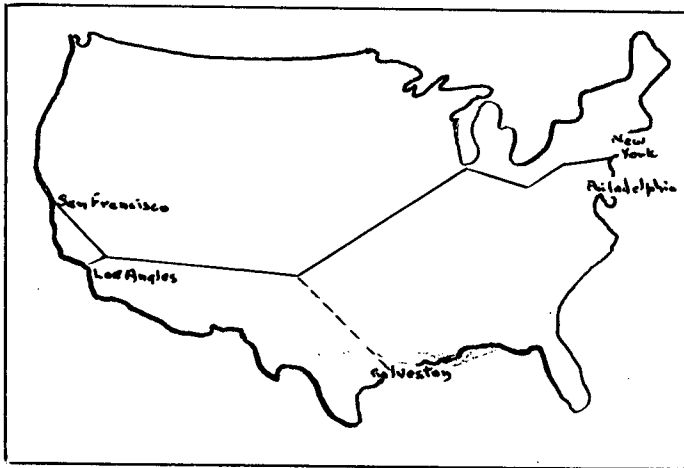 New
York
Philadelphia
San Francisco
Los Angles
Galveston